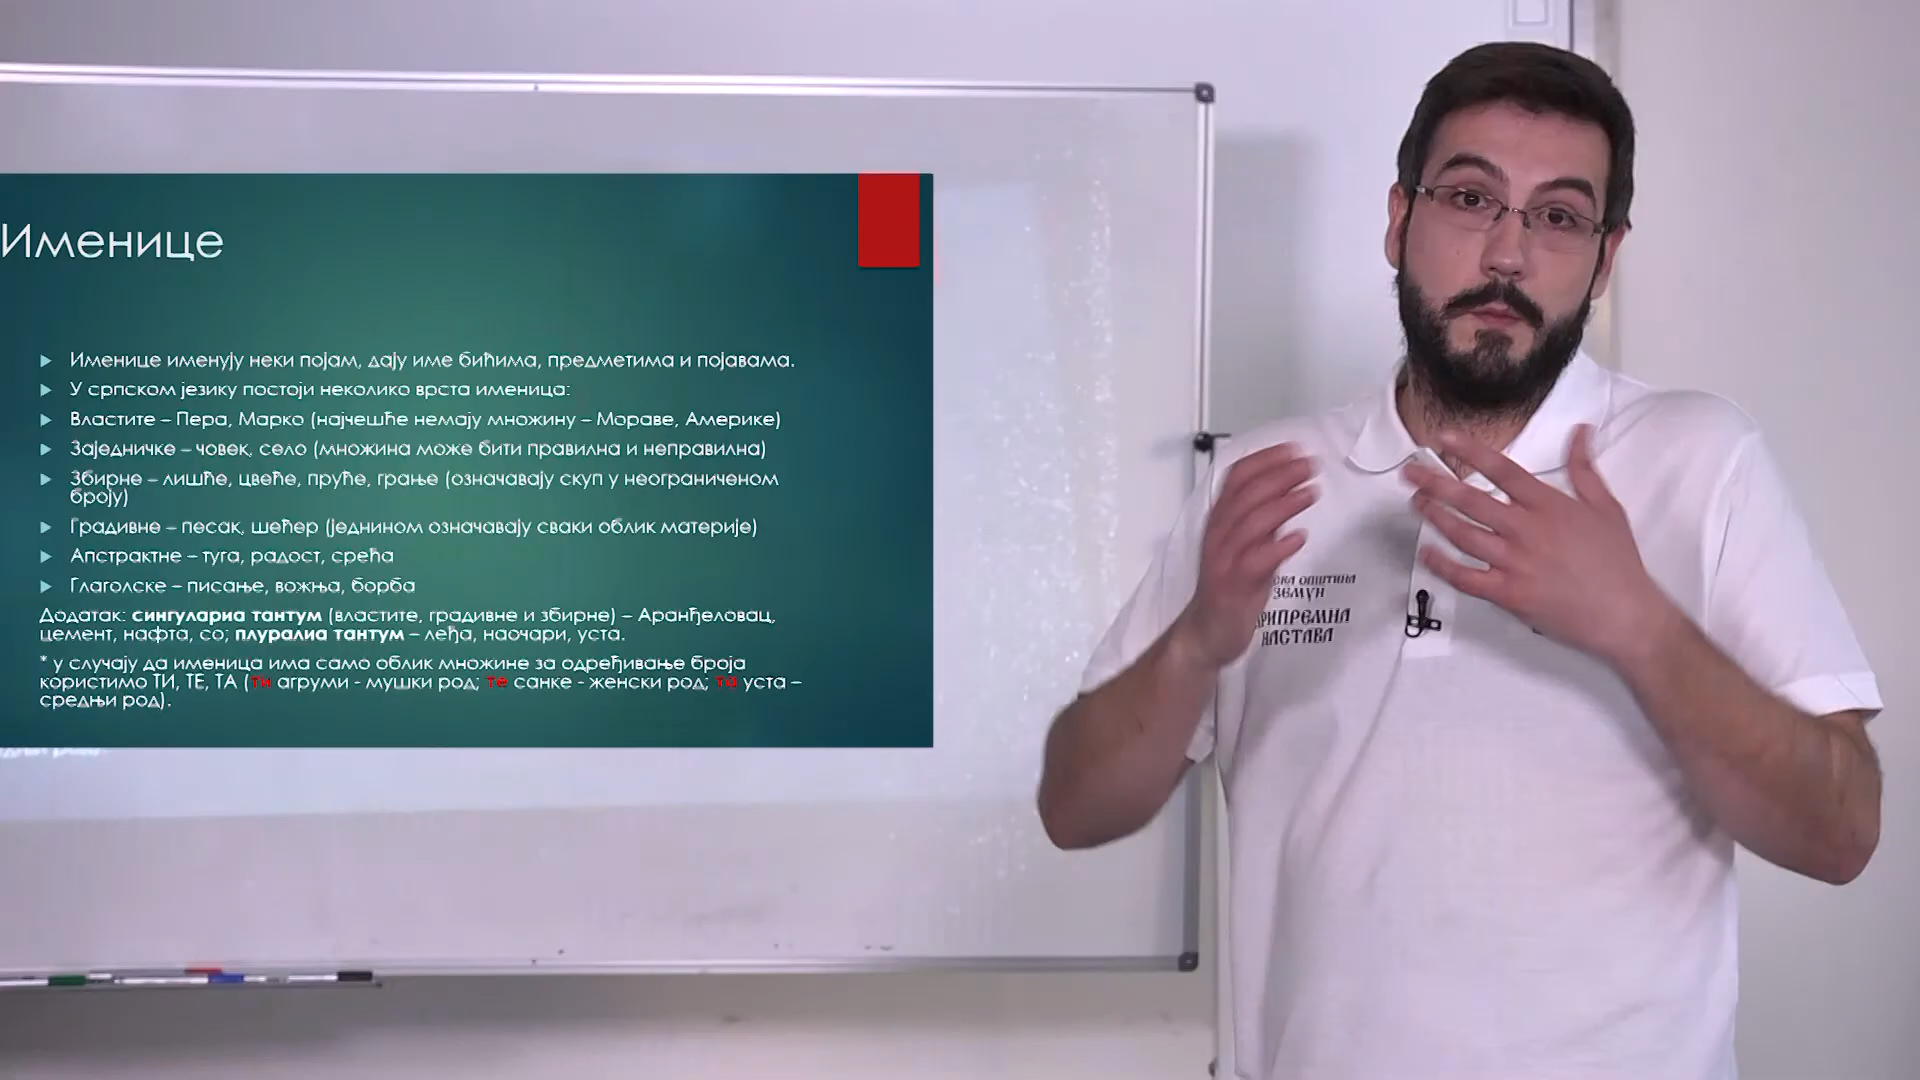 Именице
Именице именују неки појам, дају име бићима, предметима и појавама.
У српском језику постоји неколико врста именица:
Властите – Пера, Марко (најчешће немају множину – Мораве, Америке)
Заједничке – човек, село (множина може бити правилна и неправилна)
Збирне – лишће, цвеће, пруће, грање (означавају скуп у неограниченом
броју)
Градивне – песак, шећер (једнином означавају сваки облик материје)
Апстрактне – туга, радост, срећа
Глаголске – писање, вожња, борба
Додатак: сингулариа тантум (властите, градивне и збирне) – Аранђеловац,
цемент, нафта, со; плуралиа тантум – леђа, наочари, уста.
* у случају да именица има само облик множине за одређивање броја
користимо ТИ, ТЕ, ТА (ти агруми - мушки род; те санке - женски род; та уста –
средњи род).
ОПШТИНА
ЗЕМУН
НАСТАВА